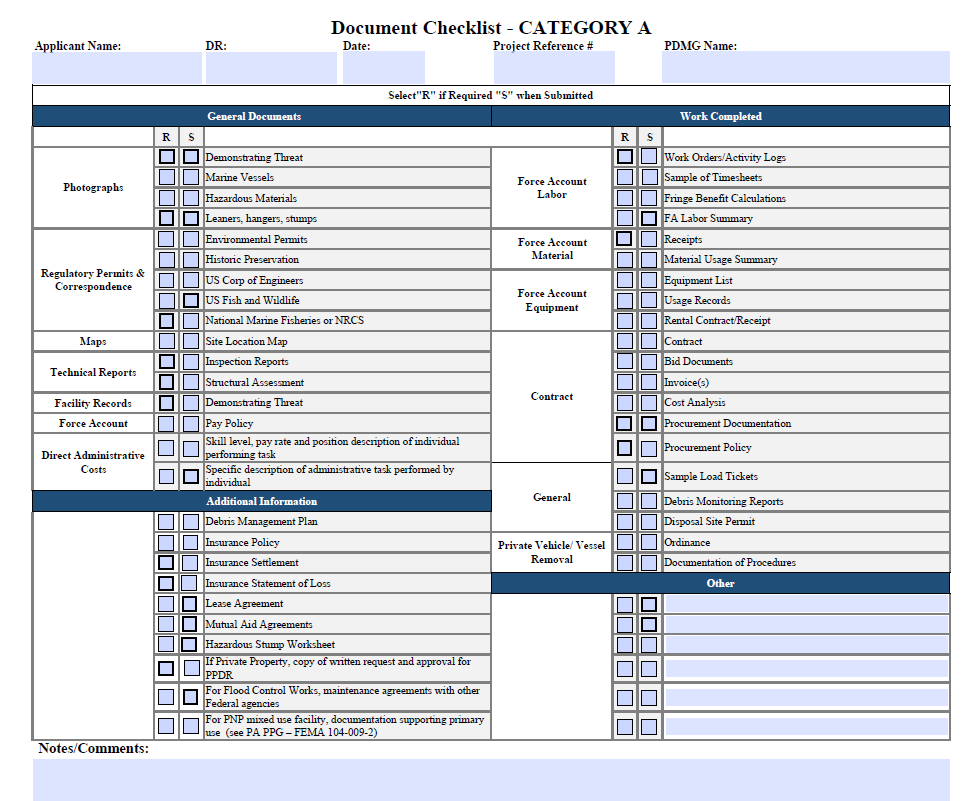 Document Checklist - CATEGORY A
Applicant Name: DR: Date: Project Reference # PDMG Name:
Select"R" if Required "S" when Submitted
General Documents
R S
Photographs
Demonstrating Threat
Marine Vessels
Hazardous Materials
Leaners, hangers, stumps
Regulatory Permits &
Correspondence
Environmental Permits
Historic Preservation
US Corp of Engineers
US Fish and Wildlife
National Marine Fisheries or NRCS
Maps
Site Location Map
Technical Reports
Inspection Reports
Structural Assessment
Facility Records
Demonstrating Threat
Force Account
Pay Policy
Direct Administrative
Costs
Skill level, pay rate and position description of individual
performing task
Specific description of administrative task performed by
individual
Additional Information
Debris Management Plan
Insurance Policy
Insurance Settlement
Insurance Statement of Loss
Lease Agreement
Mutual Aid Agreements
Hazardous Stump Worksheet
If Private Property, copy of written request and approval for
PPDR
For Flood Control Works, maintenance agreements with other
Federal agencies
For PNP mixed use facility, documentation supporting primary
use (see PA PPG – FEMA 104-009-2)
Work Completed
R S
Force Account
Labor
Work Orders/Activity Logs
Sample of Timesheets
Fringe Benefit Calculations
FA Labor Summary
Force Account
Material
Receipts
Material Usage Summary
Force Account
Equipment
Equipment List
Usage Records
Rental Contract/Receipt
Contract
Contract
Bid Documents
Invoice(s)
Cost Analysis
Procurement Documentation
Procurement Policy
General
Sample Load Tickets
Debris Monitoring Reports
Disposal Site Permit
Private Vehicle/ Vessel
Removal
Ordinance
Documentation of Procedures
Other
Notes/Comments: